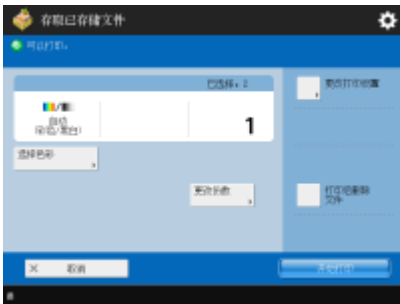 存取已存储文件
可以打印。
已选择：2
自动
(彩色/黑白)
1
选择色彩
更改份数
更改打印设置
打印后删除
文件
× 取消
开始打印